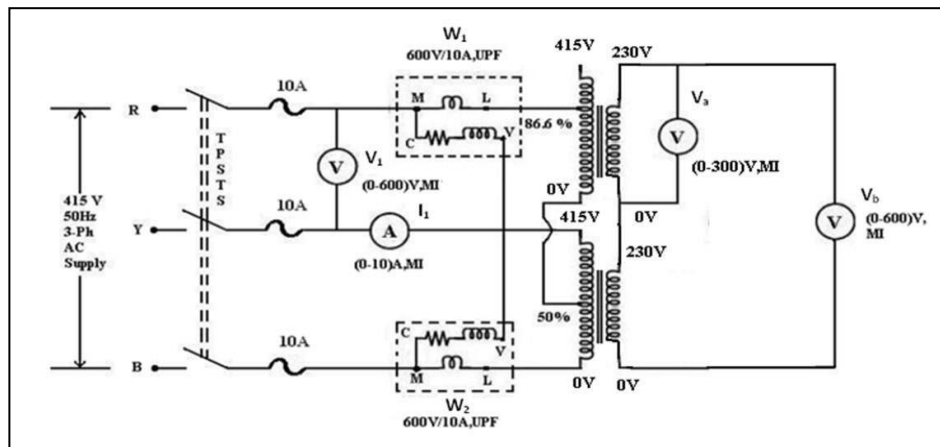 W₁
600V/10A,UPF
415V
230V
10A
R
M
L
86.6 %
C
V
Vₐ
V
(0-300)V,MI
T
P
S
T
S
V
V₁
(0-600)V,MI
0V
415V
0V
415 V
50Hz
3-Ph
AC
Supply
10A
Y
A
I₁
(0-10)A,MI
230V
V_b
V
(0-600)V,
MI
50%
10A
C
V
B
M
L
0V
0V
W₂
600V/10A,UPF